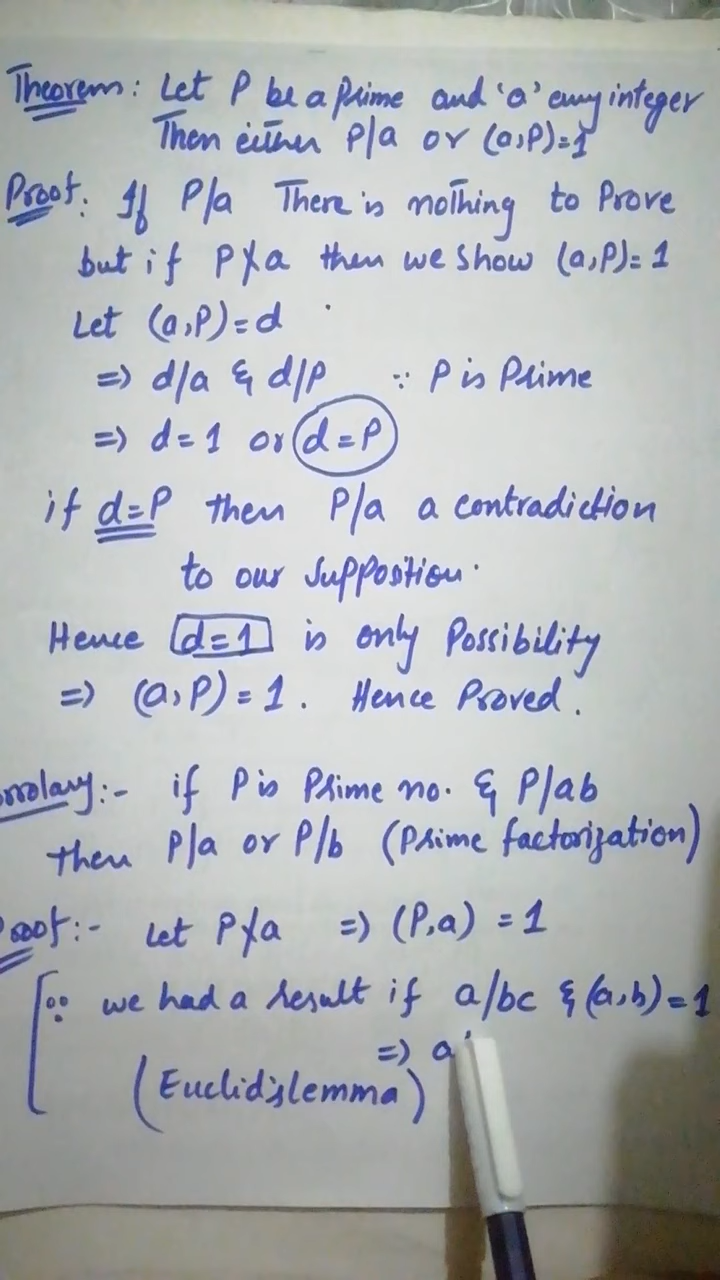 Theorem: Let P be a Prime and 'a' any integer
Then either P/a or (a,P)=1
Proof: If P/a There is nothing to Prove
but if P∤a then we show (a,P)=1
Let (a,P)=d
=> d/a & d/P ∵ P is Prime
=> d=1 or d=P
if d=P then P/a a contradiction
to our Suppostiou.
Hence d=1 is only Possibility
=> (a,P)=1. Hence Proved.
orrolary:- if P is Prime no. & P/ab
then P/a or P/b (Prime factorization)
roof:- Let P∤a => (P,a) = 1
[∵ we had a result if a/bc & (a,b)=1
=> a
(Euclid's lemma)